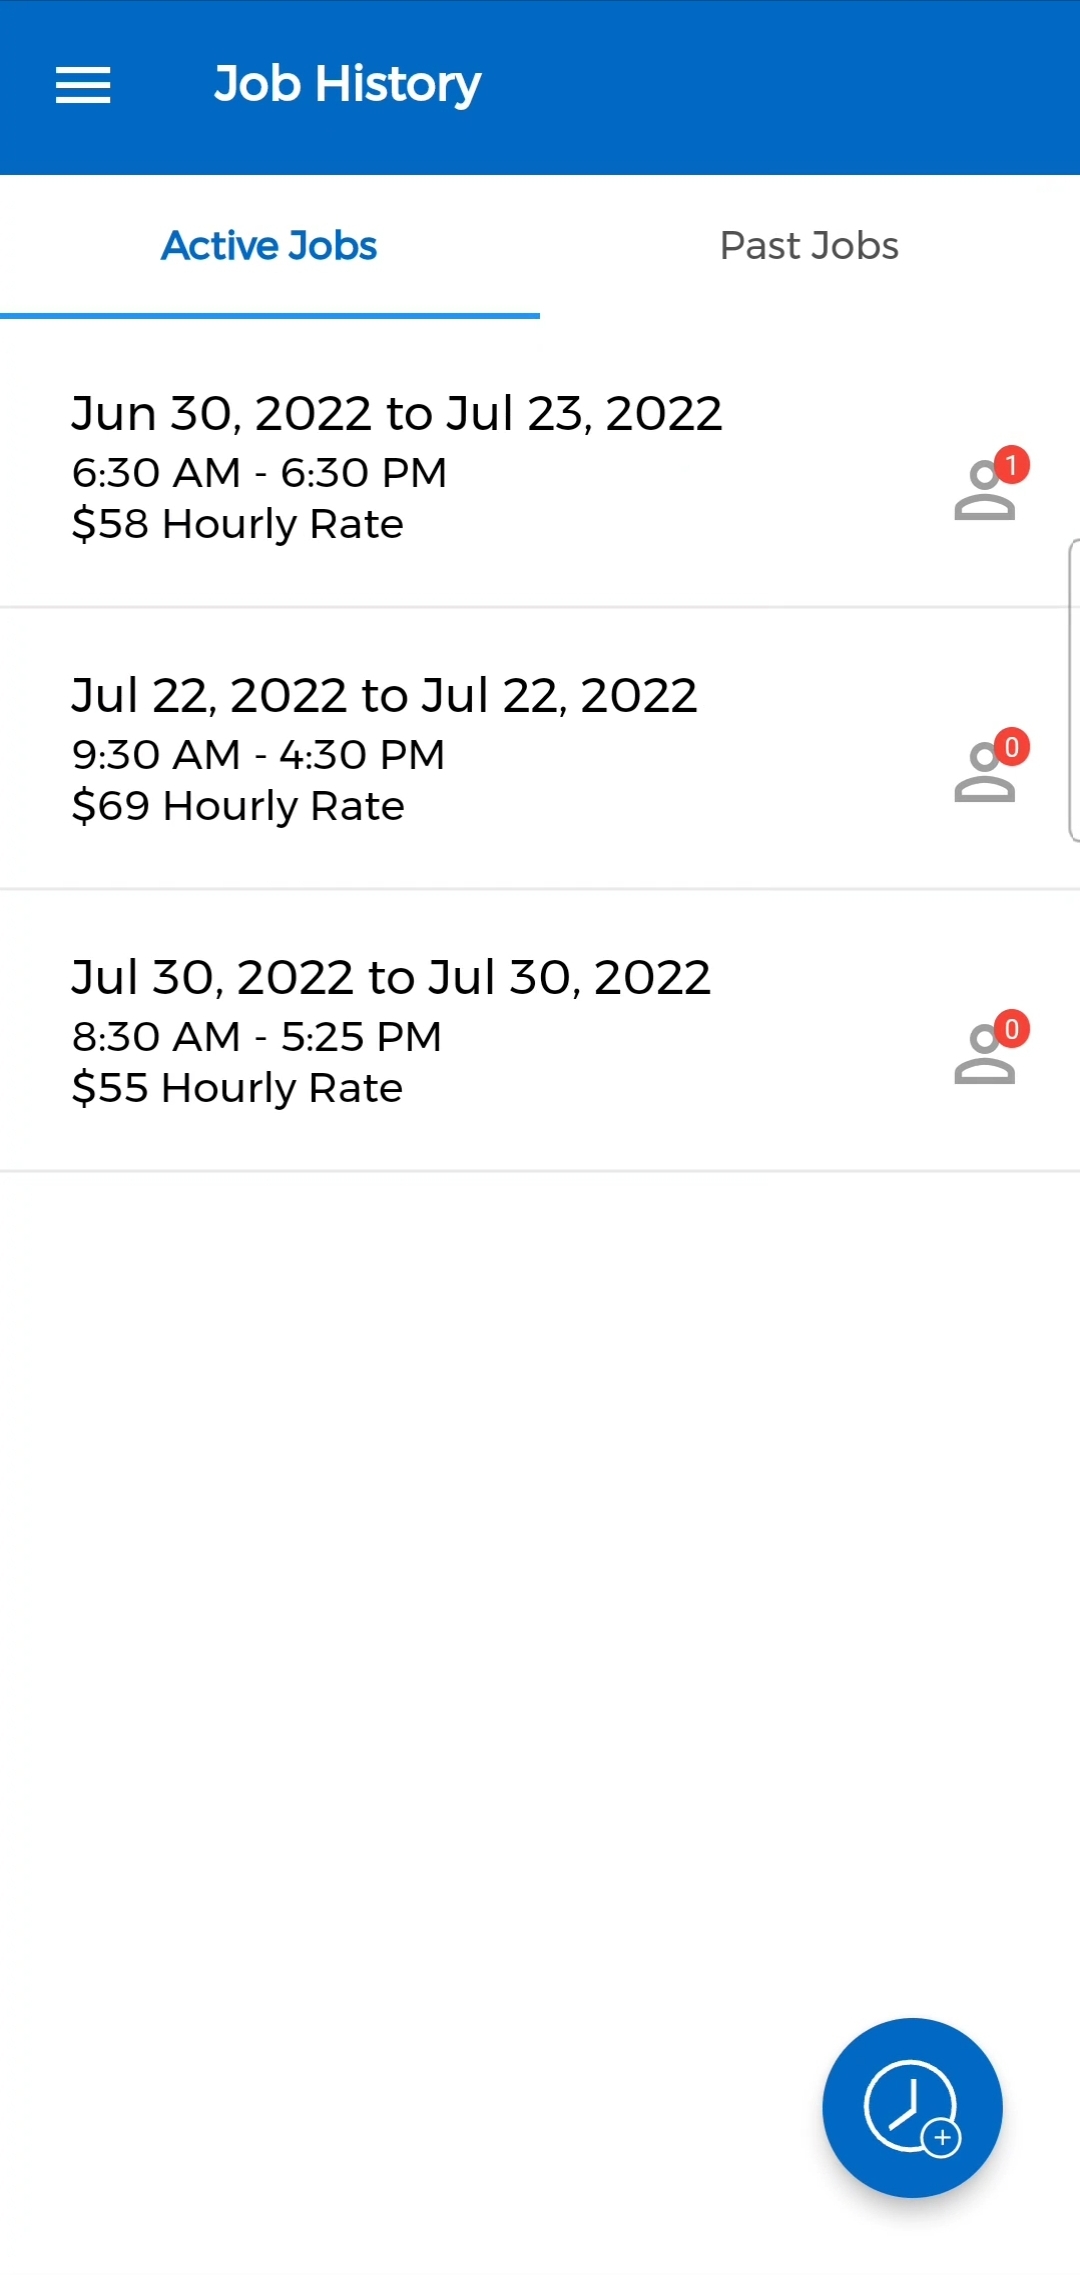 Job History
Active Jobs
Past Jobs
Jun 30, 2022 to Jul 23, 2022
6:30 AM - 6:30 PM
$58 Hourly Rate
1
Jul 22, 2022 to Jul 22, 2022
9:30 AM - 4:30 PM
$69 Hourly Rate
0
Jul 30, 2022 to Jul 30, 2022
8:30 AM - 5:25 PM
$55 Hourly Rate
0